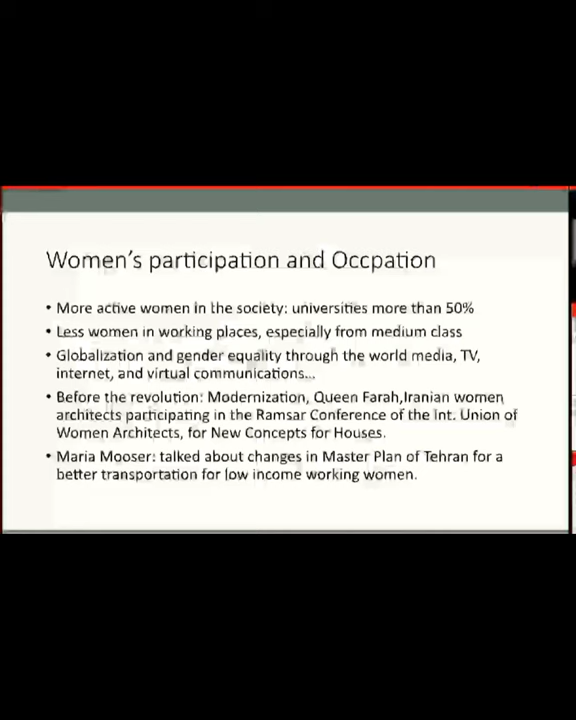 Women's participation and Occpation
• More active women in the society: universities more than 50%
• Less women in working places, especially from medium class
• Globalization and gender equality through the world media, TV,
internet, and virtual communications...
• Before the revolution: Modernization, Queen Farah,Iranian women
architects participating in the Ramsar Conference of the Int. Union of
Women Architects, for New Concepts for Houses.
• Maria Mooser: talked about changes in Master Plan of Tehran for a
better transportation for low income working women.